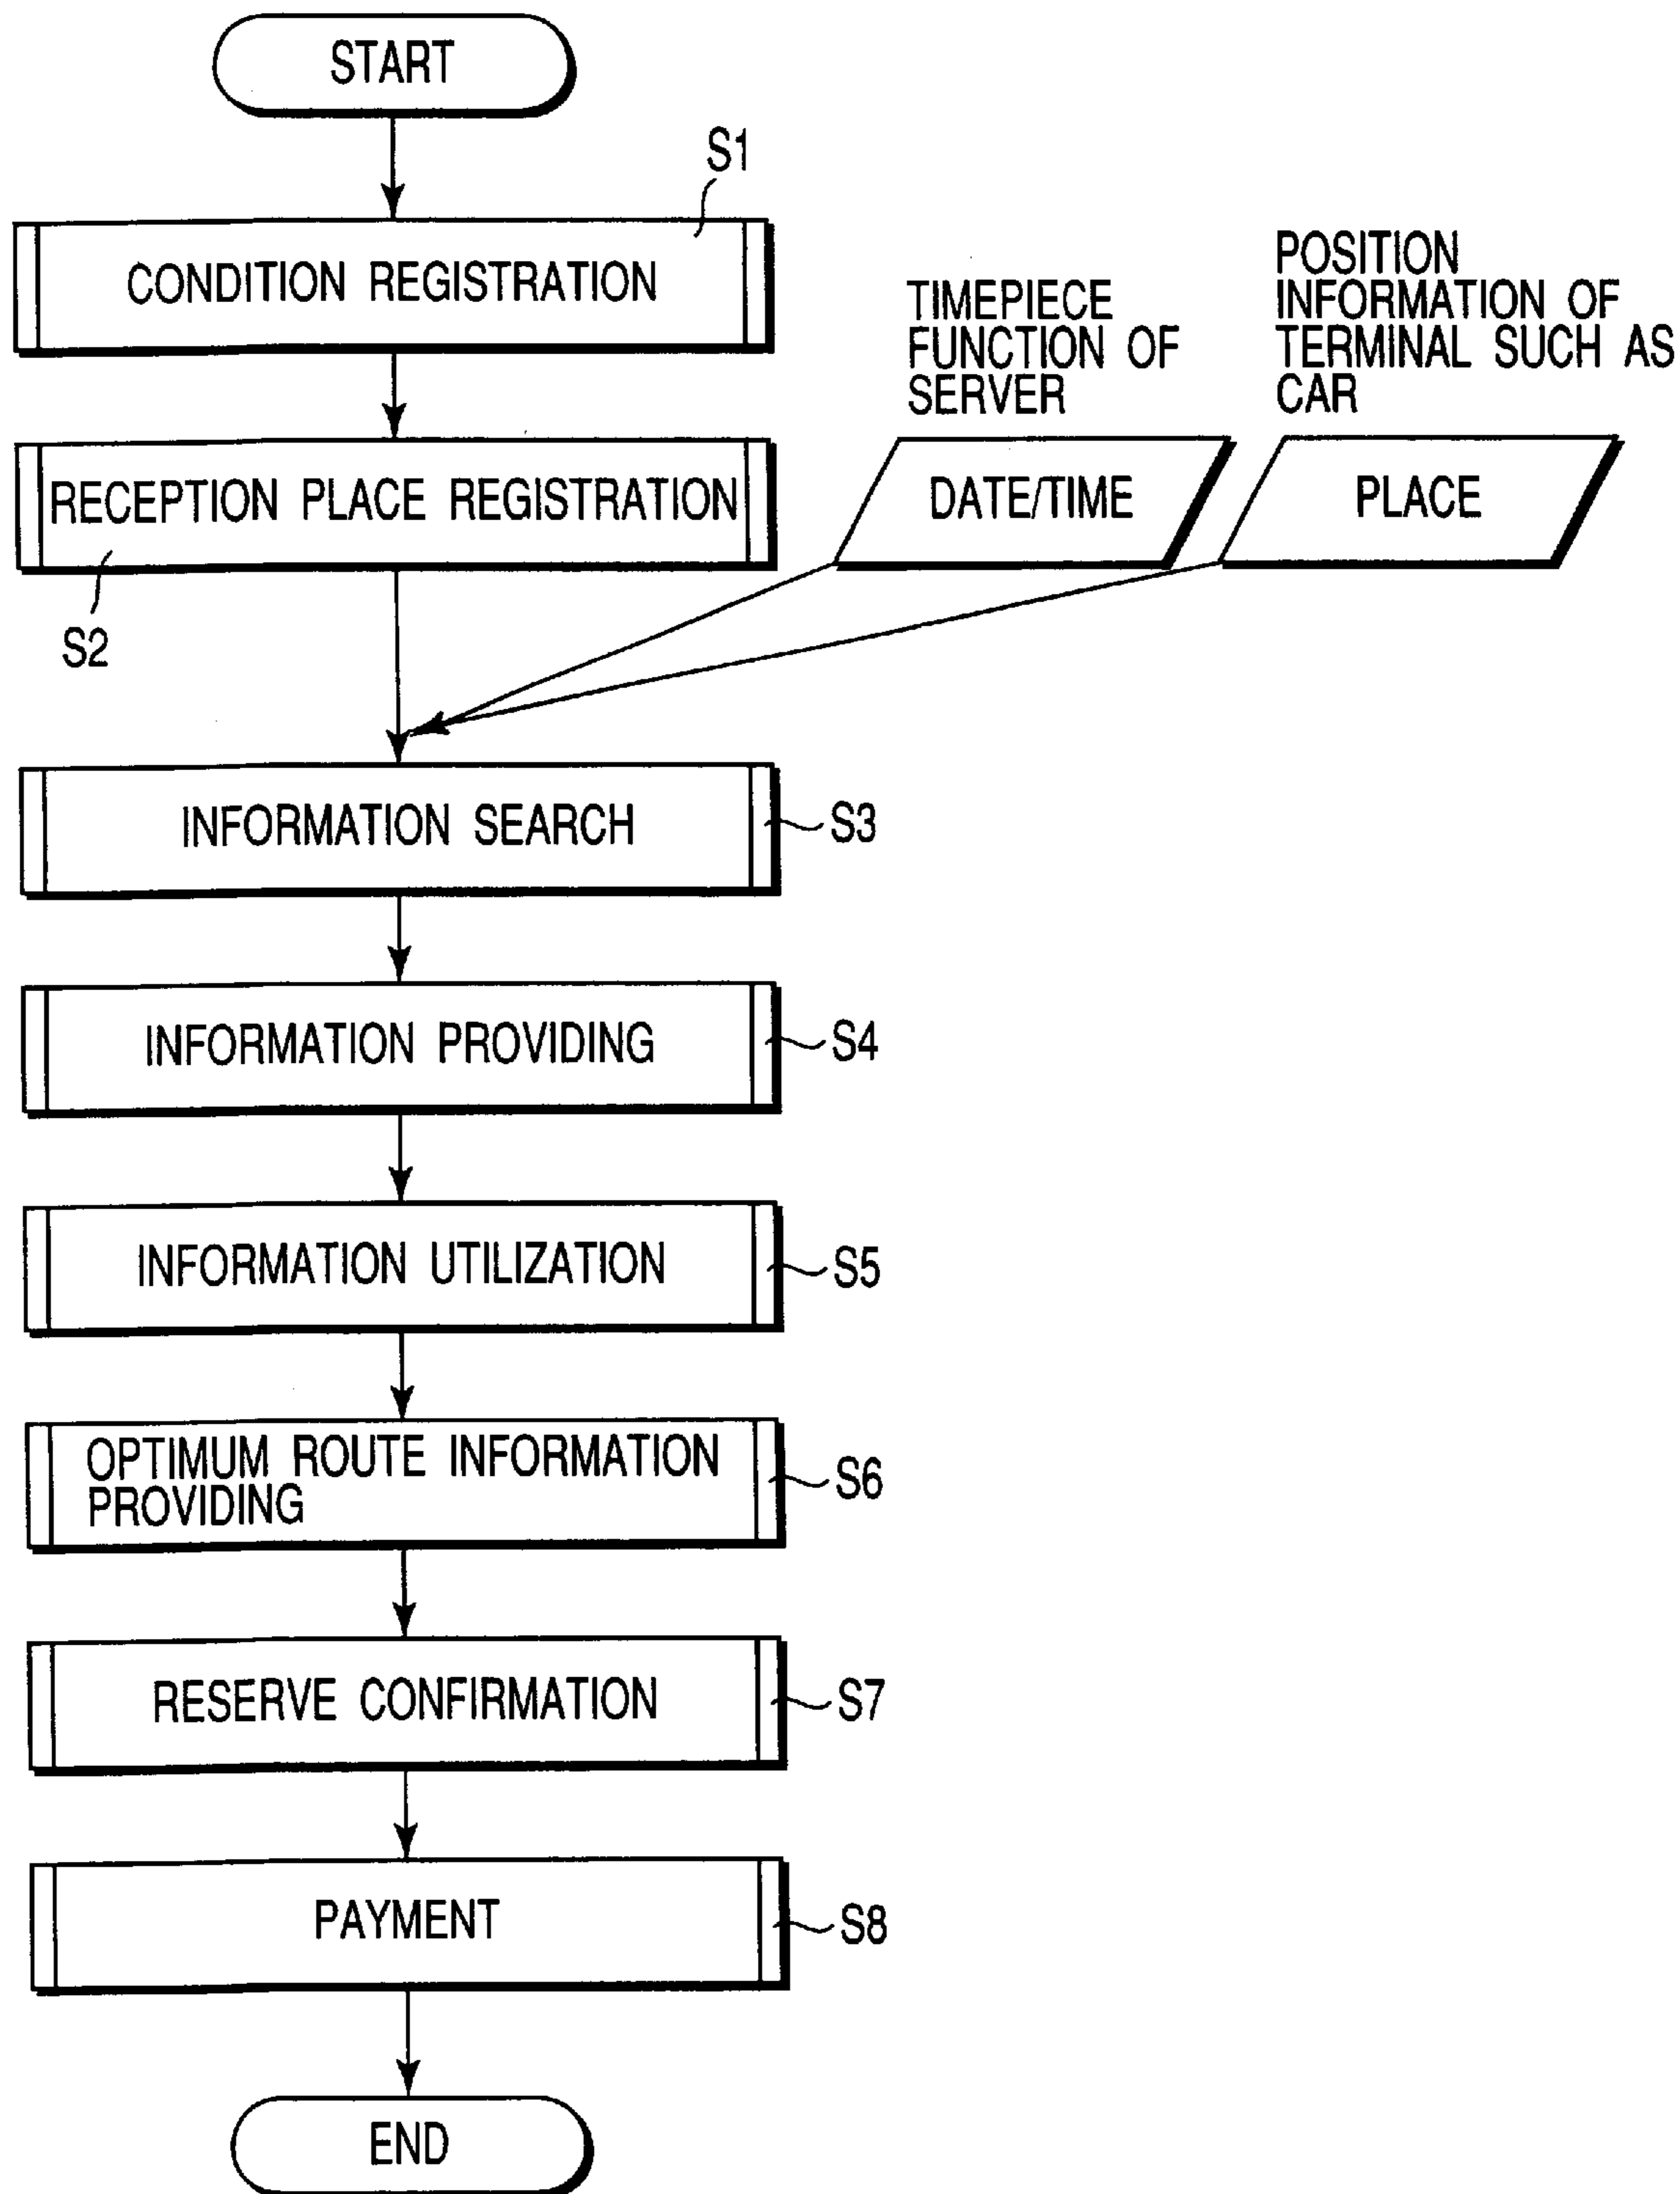 START
S1
CONDITION REGISTRATION
TIMEPIECE
FUNCTION OF
SERVER
POSITION
INFORMATION OF
TERMINAL SUCH AS
CAR
RECEPTION PLACE REGISTRATION
DATE/TIME
PLACE
S2
INFORMATION SEARCH
S3
INFORMATION PROVIDING
S4
INFORMATION UTILIZATION
S5
OPTIMUM ROUTE INFORMATION
PROVIDING
S6
RESERVE CONFIRMATION
S7
PAYMENT
S8
END